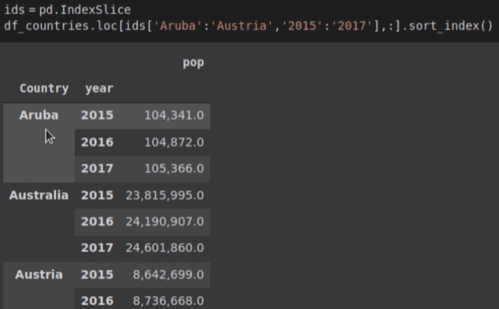 ids = pd.IndexSlice
df_countries.loc[ids['Aruba':'Austria','2015':'2017'],:].sort_index()
pop
Country year
Aruba 2015 104,341.0
2016 104,872.0
2017 105,366.0
Australia 2015 23,815,995.0
2016 24,190,907.0
2017 24,601,860.0
Austria 2015 8,642,699.0
2016 8,736,668.0